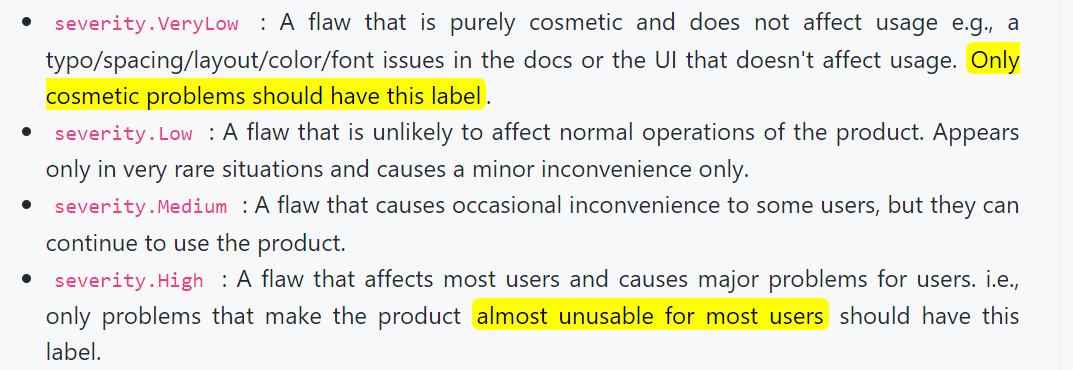 • severity.VeryLow : A flaw that is purely cosmetic and does not affect usage e.g., a
typo/spacing/layout/color/font issues in the docs or the UI that doesn't affect usage. Only
cosmetic problems should have this label.
• severity.Low : A flaw that is unlikely to affect normal operations of the product. Appears
only in very rare situations and causes a minor inconvenience only.
• severity.Medium : A flaw that causes occasional inconvenience to some users, but they can
continue to use the product.
• severity.High : A flaw that affects most users and causes major problems for users. i.e.,
only problems that make the product almost unusable for most users should have this
label.